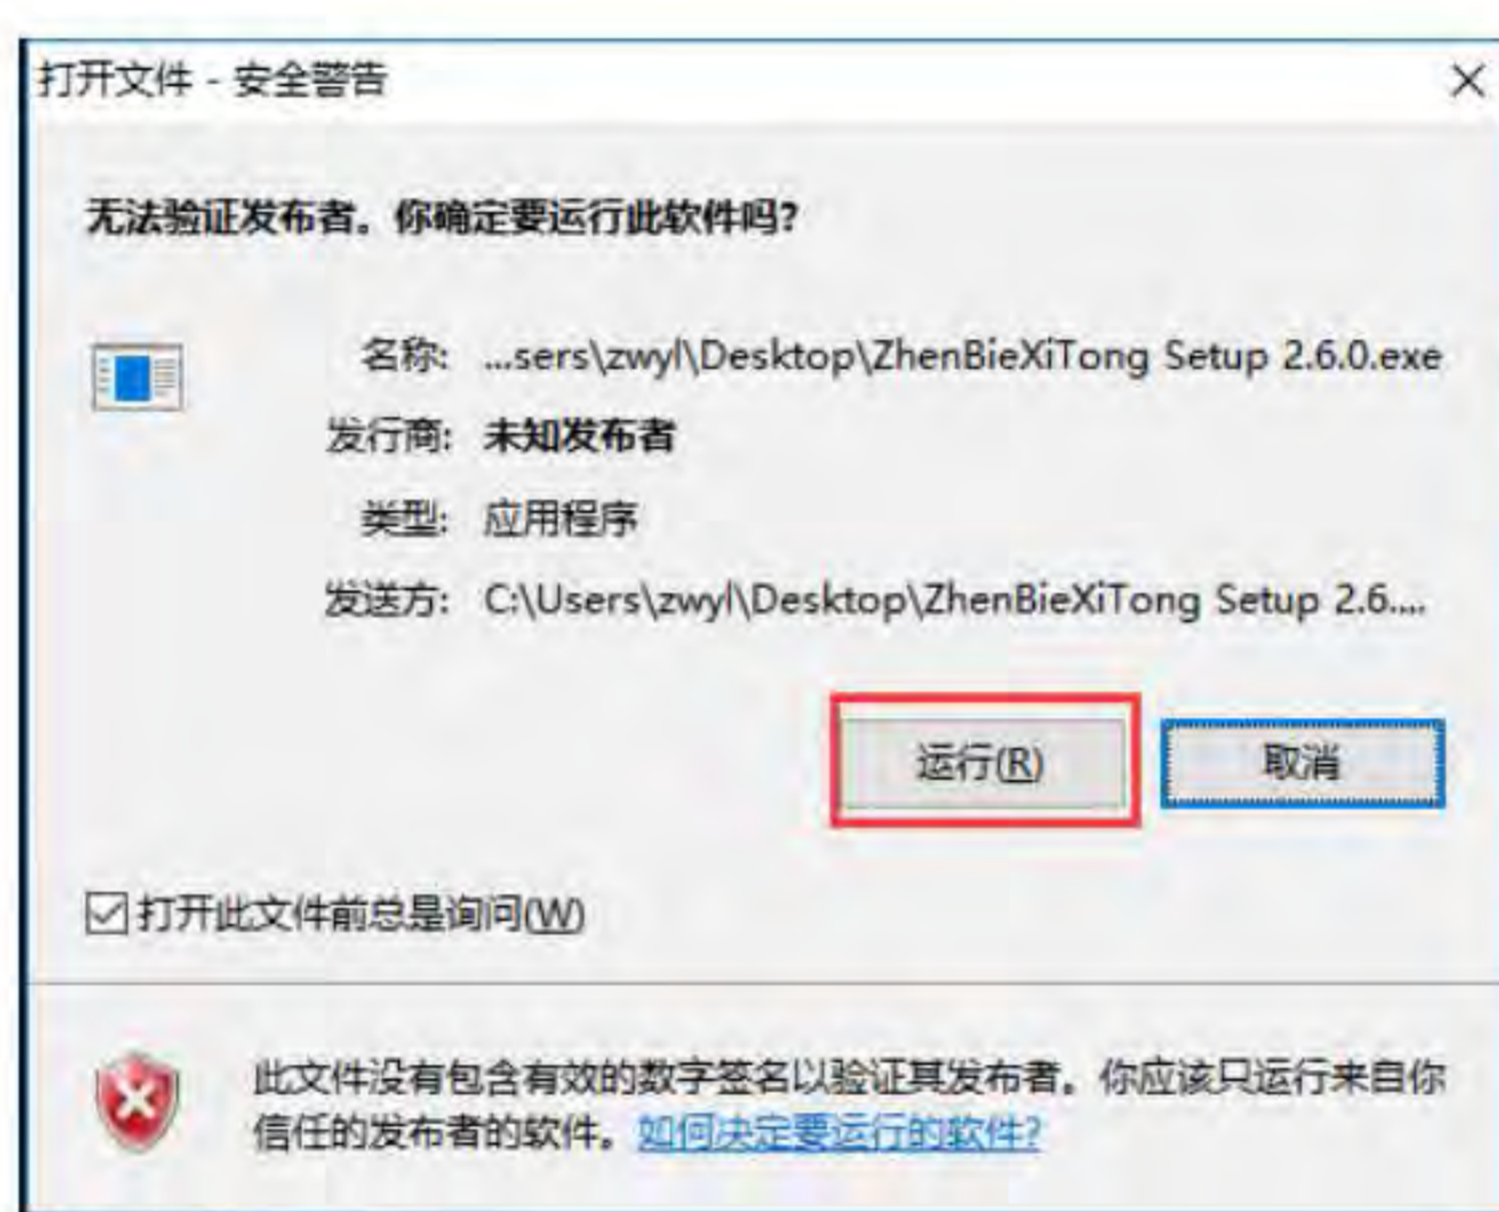 打开文件 - 安全警告
无法验证发布者。你确定要运行此软件吗?
名称: ...sers\zwyl\Desktop\ZhenBieXiTong Setup 2.6.0.exe
发行商: 未知发布者
类型: 应用程序
发送方: C:\Users\zwyl\Desktop\ZhenBieXiTong Setup 2.6....
运行(R) 取消
打开此文件前总是询问(W)
此文件没有包含有效的数字签名以验证其发布者。你应该只运行来自你
信任的发布者的软件。如何决定要运行的软件?